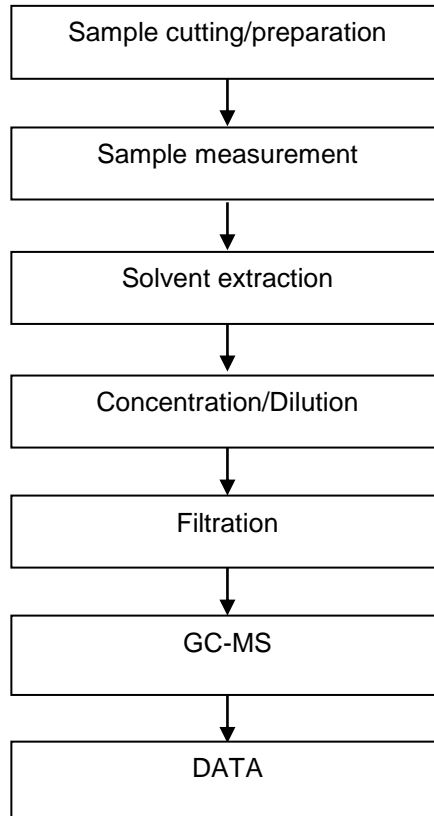 Sample cutting/preparation
Sample measurement
Solvent extraction
Concentration/Dilution
Filtration
GC-MS
DATA